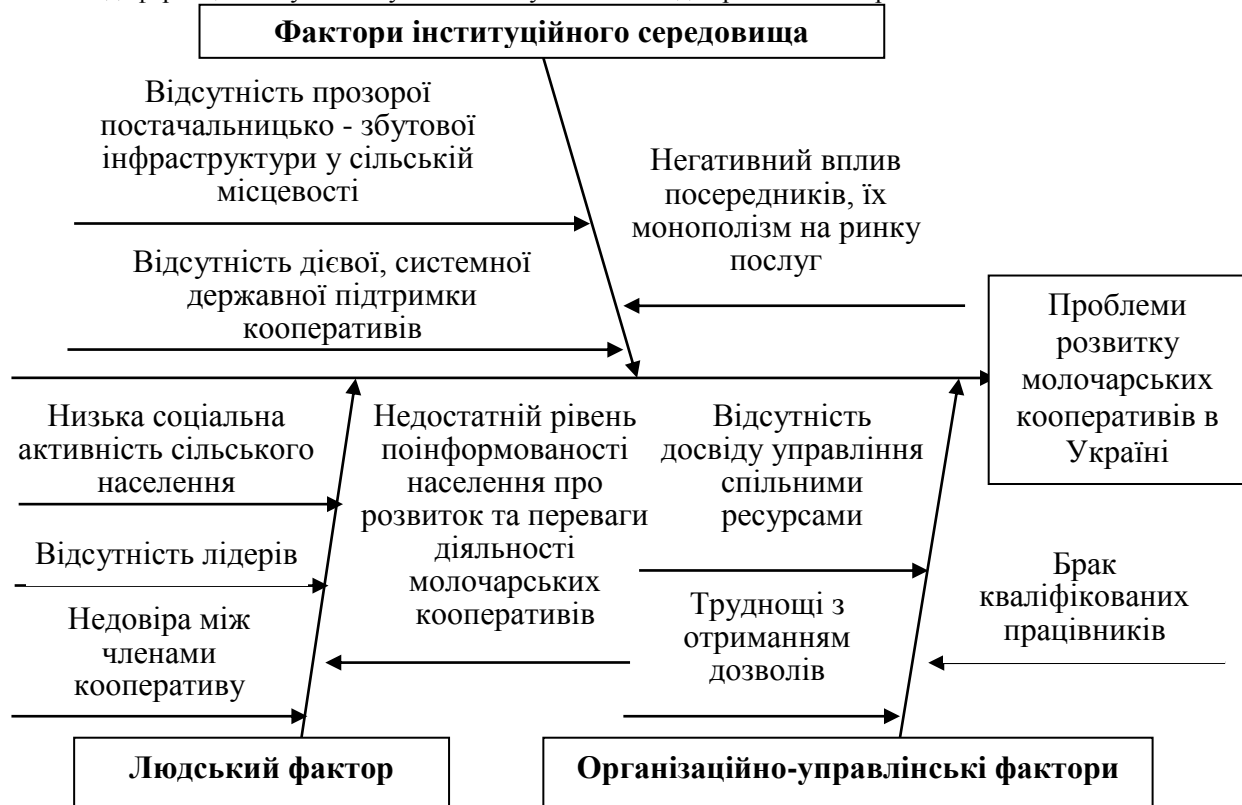 Фактори інституційного середовища
Відсутність прозорої
постачальницько - збутової
інфраструктури у сільській
місцевості
Негативний вплив
посередників, їх
монополізм на ринку
послуг
Відсутність дієвої, системної
державної підтримки
кооперативів
Проблеми
розвитку
молочарських
кооперативів в
Україні
Низька соціальна
активність сільського
населення
Відсутність лідерів
Недовіра між
членами
кооперативу
Недостатній рівень
поінформованості
населення про
розвиток та переваги
діяльності
молочарських
кооперативів
Відсутність
досвіду управління
спільними
ресурсами
Труднощі з
отриманням
дозволів
Брак
кваліфікованих
працівників
Людський фактор
Організаційно-управлінські фактори